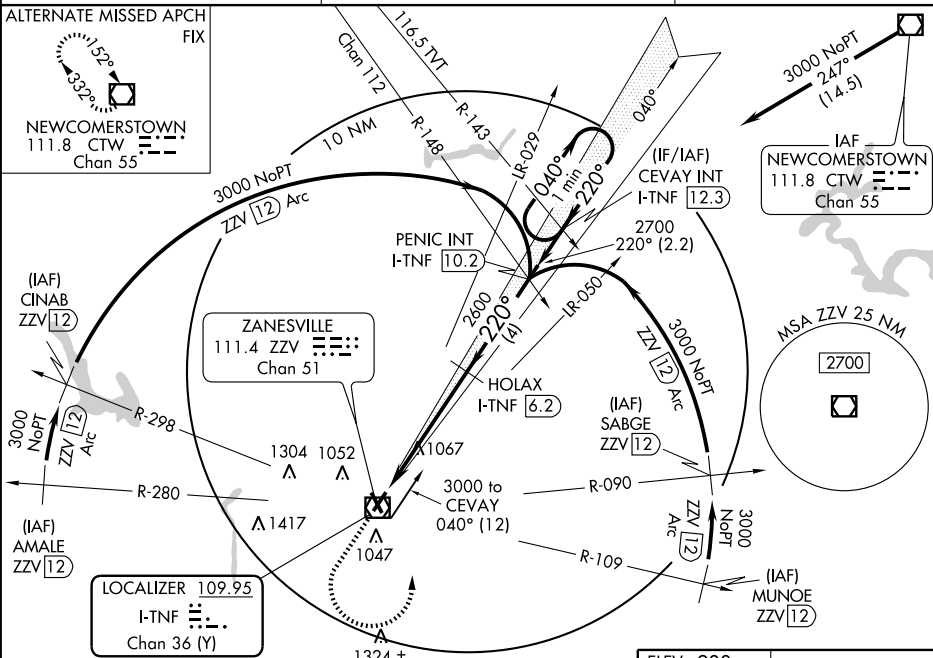 ALTERNATE MISSED APCH
FIX
152°
332°
NEWCOMERSTOWN
111.8 CTW
Chan 55
116.5 TVT
Chan 112
R-143
R-148
10 NM
LR-029
040°
040°
1 min
220°
3000 NoPT
247°
(14.5)
IAF
NEWCOMERSTOWN
111.8 CTW
Chan 55
(IF/IAF)
CEVAY INT
I-TNF 12.3
3000 NoPT
ZZV 12 Arc
PENIC INT
I-TNF 10.2
2700
220° (2.2)
LR-050
(IAF)
CINAB
ZZV 12
2600
220°
(4)
ZANESVILLE
111.4 ZZV
Chan 51
3000 NoPT
ZZV 12 Arc
MSA ZZV 25 NM
2700
HOLAX
I-TNF 6.2
(IAF)
SABGE
ZZV 12
3000
NoPT
ZZV 12
Arc
R-298
1304
1052
1067
R-280
3000 to
CEVAY
040° (12)
R-090
1417
1047
(IAF)
AMALE
ZZV 12
3000
NoPT
ZZV 12
Arc
R-109
(IAF)
MUNOE
ZZV 12
LOCALIZER 109.95
I-TNF
Chan 36 (Y)
1324 ±